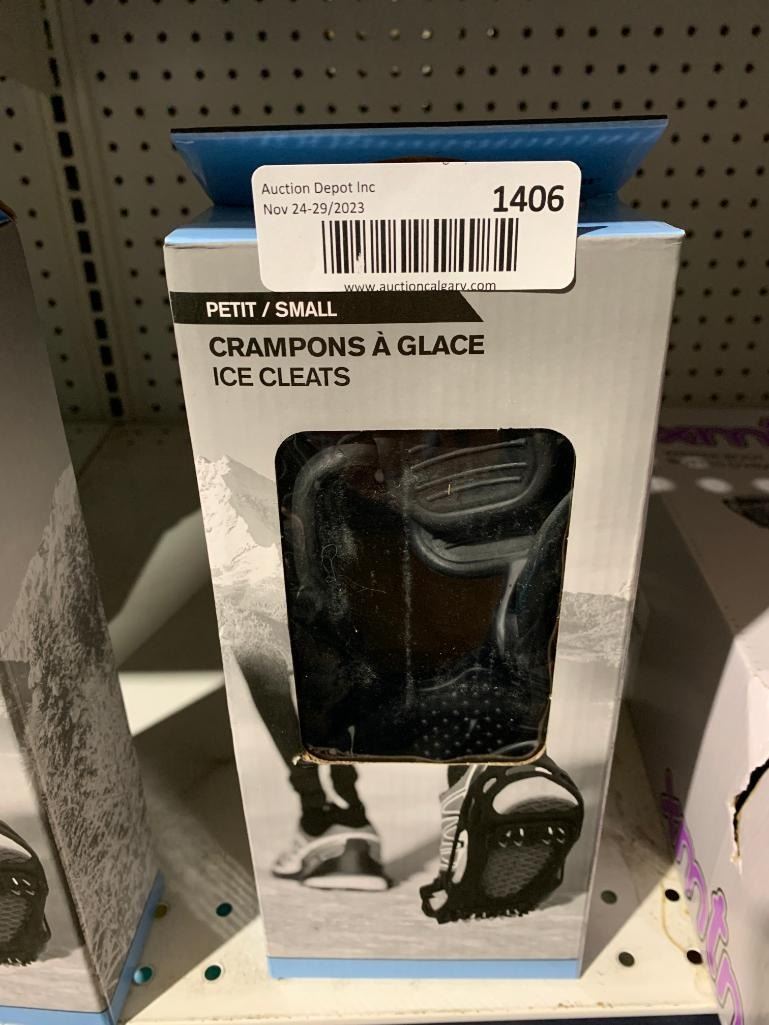 Auction Depot Inc
1406
Nov 24-29/2023
www.auctioncalgary.com
PETIT / SMALL
CRAMPONS À GLACE
ICE CLEATS